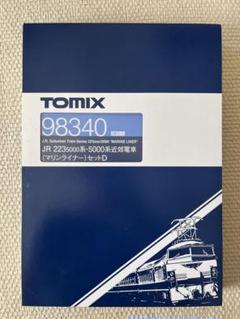 TOMIX
98340
J.R. Suburban Train Series 223-5000/5000 "MARINE LINER"
JR 223 5000系・5000系近郊電車
(マリンライナー)セットD